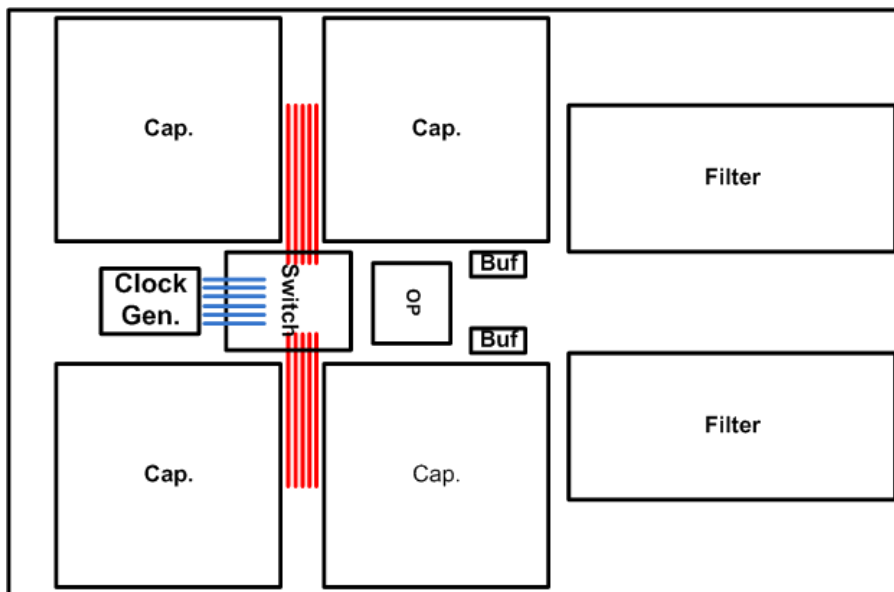 Cap.
Cap.
Filter
Clock
Gen.
Switch
OP
Buf
Buf
Cap.
Cap.
Filter